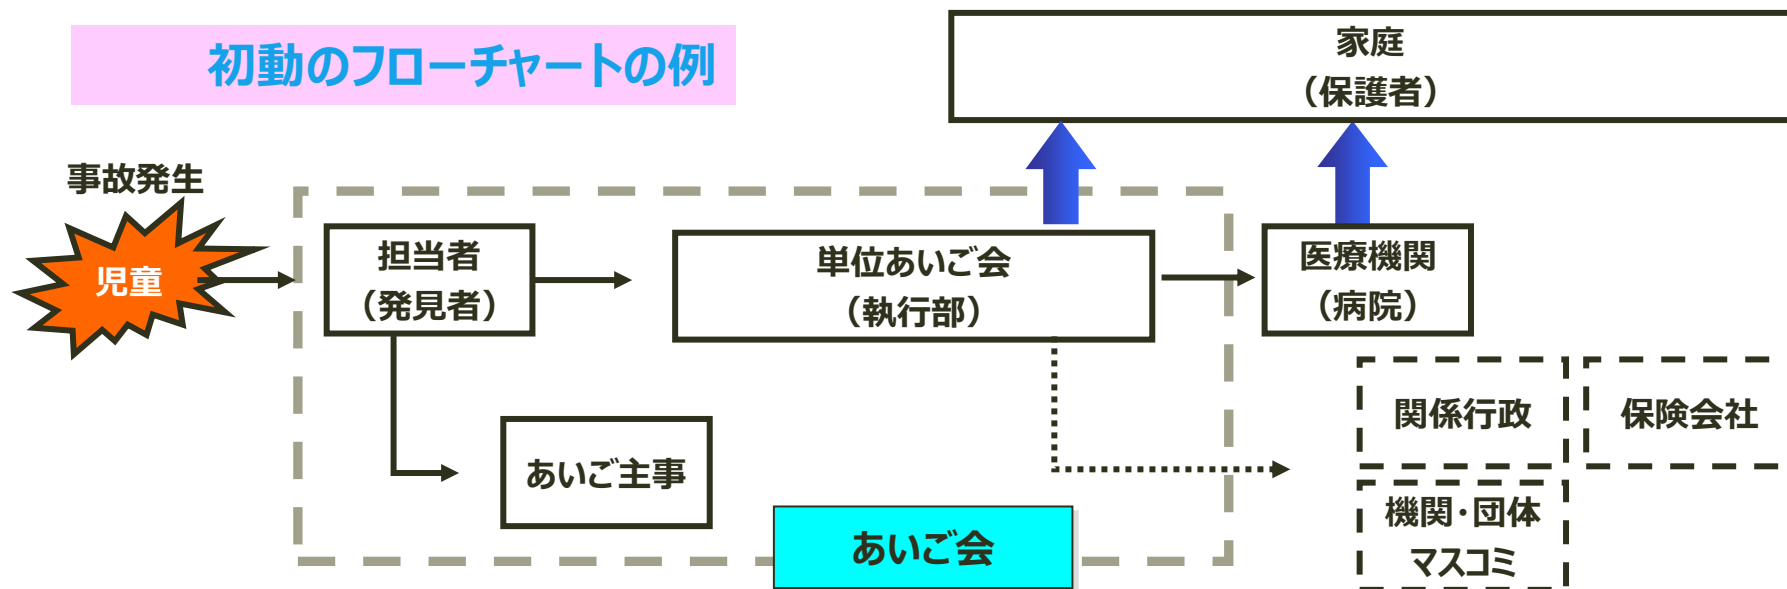 初動のフローチャートの例
家庭
（保護者）
事故発生
児童
担当者
（発見者）
単位あいご会
（執行部）
医療機関
（病院）
関係行政
保険会社
あいご主事
機関・団体
マスコミ
あいご会